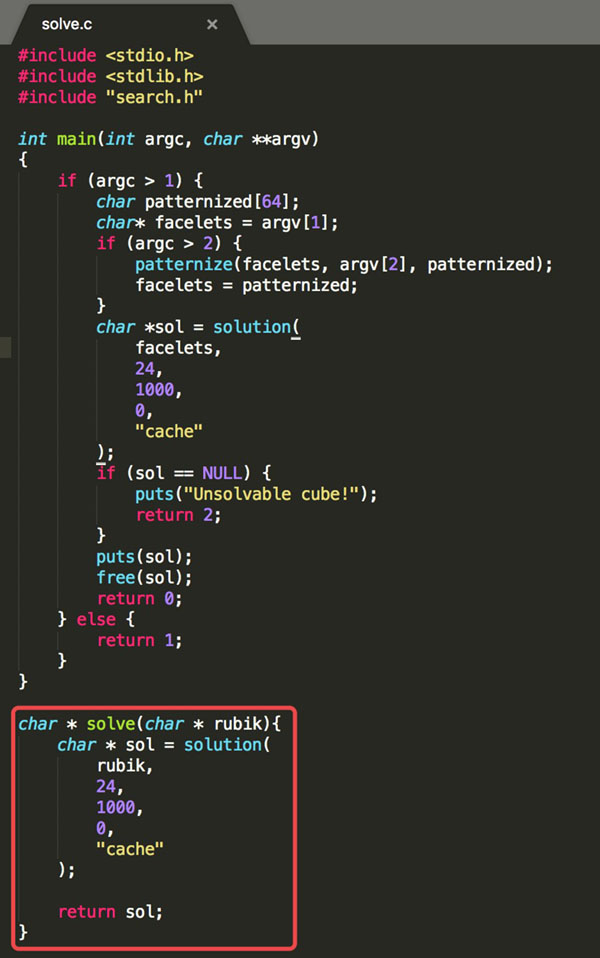 solve.c ×
#include <stdio.h>
#include <stdlib.h>
#include "search.h"

int main(int argc, char **argv)
{
    if (argc > 1) {
        char patternized[64];
        char* facelets = argv[1];
        if (argc > 2) {
            patternize(facelets, argv[2], patternized);
            facelets = patternized;
        }
        char *sol = solution(
            facelets,
            24,
            1000,
            0,
            "cache"
        );
        if (sol == NULL) {
            puts("Unsolvable cube!");
            return 2;
        }
        puts(sol);
        free(sol);
        return 0;
    } else {
        return 1;
    }
}

char * solve(char * rubik){
    char * sol = solution(
        rubik,
        24,
        1000,
        0,
        "cache"
    );

    return sol;
}